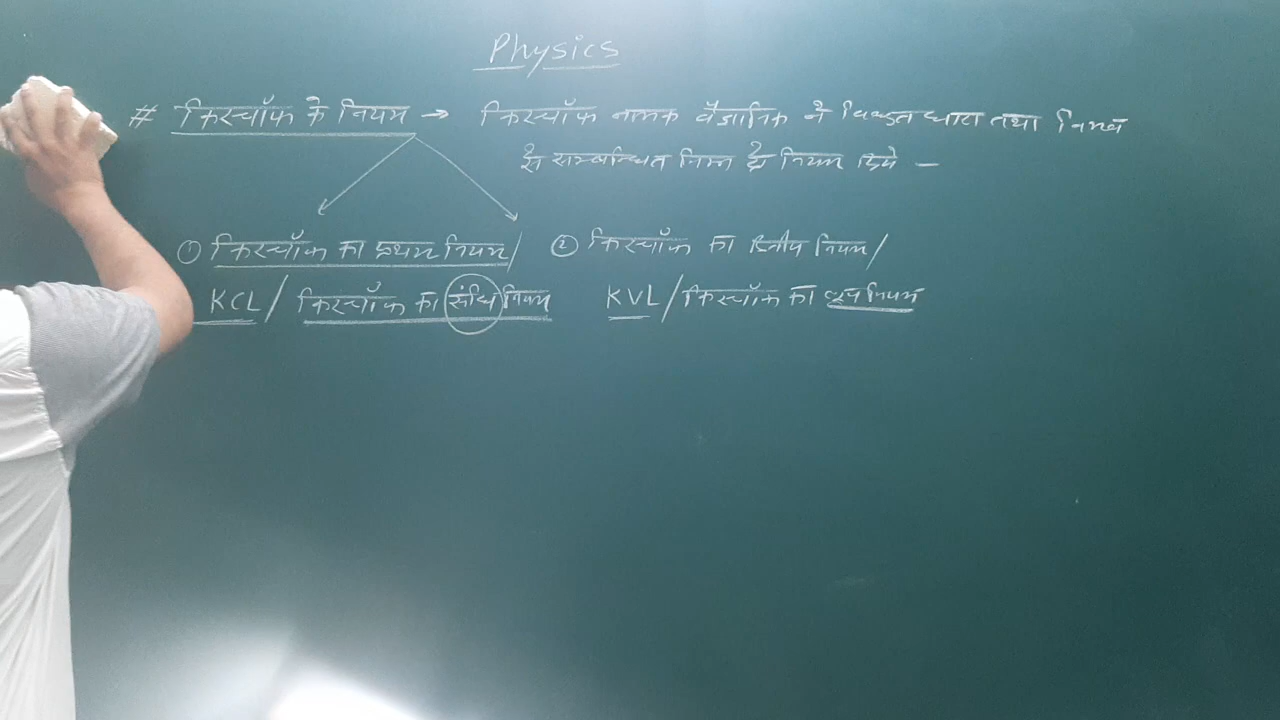 Physics
# किरचॉफ के नियम → किरचॉफ नामक वैज्ञानिक ने विद्युत धारा तथा विभव
से सम्बन्धित निम्न दो नियम दिये –
① किरचॉफ का प्रथम नियम/ ② किरचॉफ का द्वितीय नियम/
KCL/किरचॉफ का संधि नियम KVL/किरचॉफ का लूप नियम